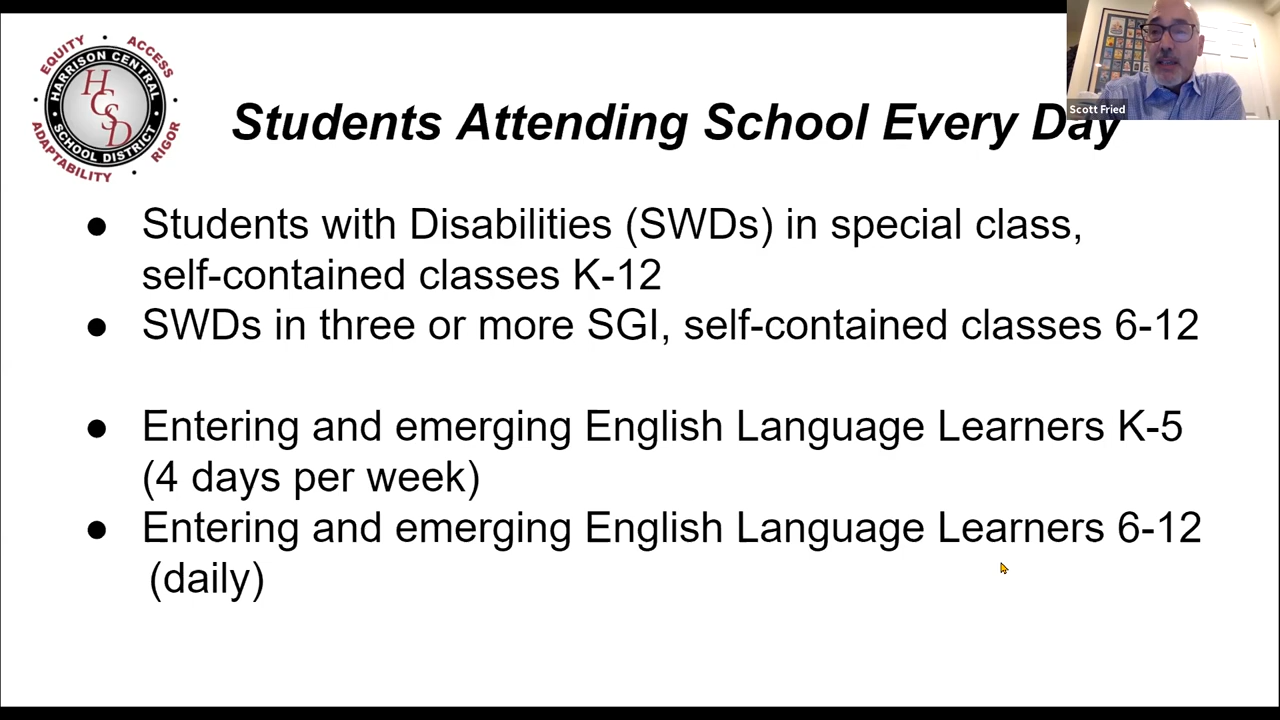 EQUITY · ACCESS
HARRISON CENTRAL
HCSD
SCHOOL DISTRICT
ADAPTABILITY · RIGOR
Scott Fried
Students Attending School Every Day
● Students with Disabilities (SWDs) in special class,
self-contained classes K-12
● SWDs in three or more SGI, self-contained classes 6-12
● Entering and emerging English Language Learners K-5
(4 days per week)
● Entering and emerging English Language Learners 6-12
(daily)